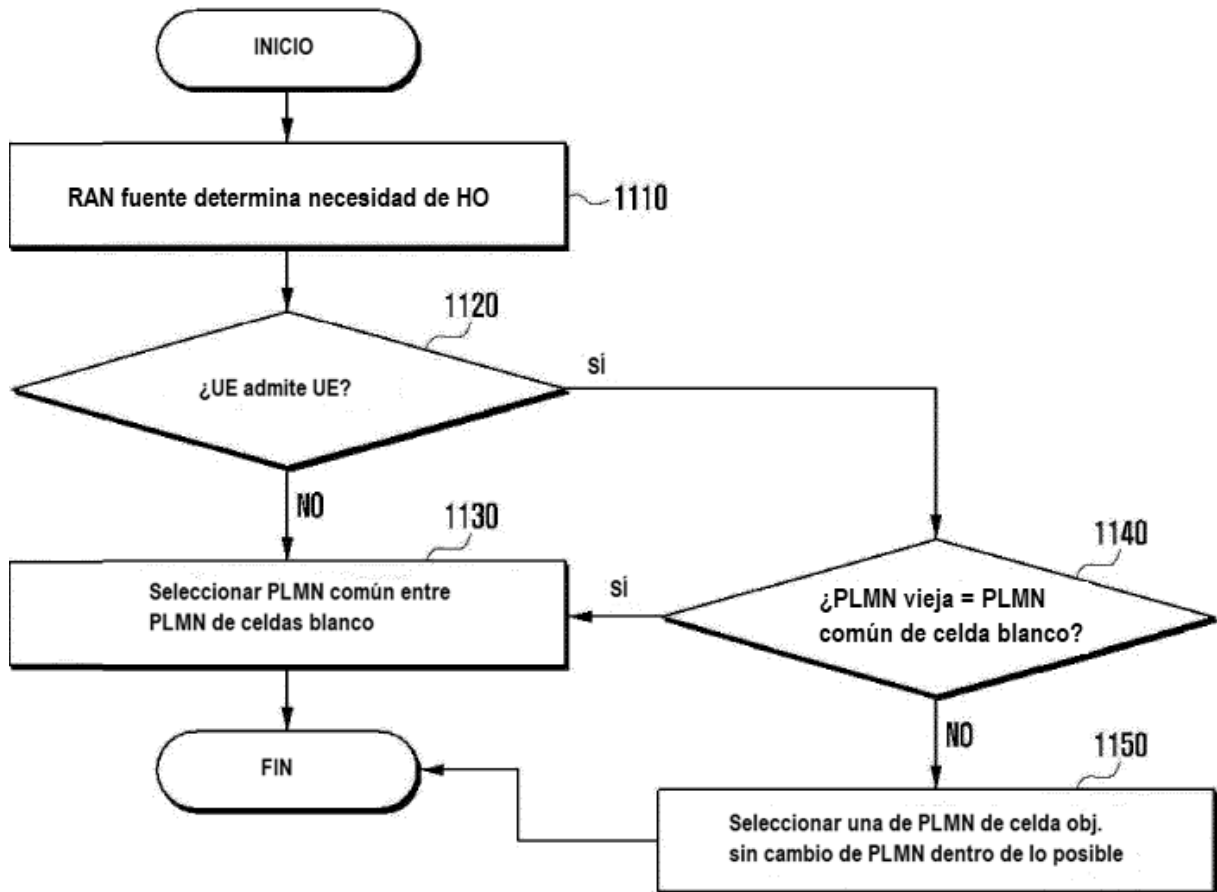 INICIO
RAN fuente determina necesidad de HO
1110
1120
¿UE admite UE?
SÍ
NO
1130
Seleccionar PLMN común entre
PLMN de celdas blanco
SÍ
1140
¿PLMN vieja = PLMN
común de celda blanco?
NO
FIN
1150
Seleccionar una de PLMN de celda obj.
sin cambio de PLMN dentro de lo posible